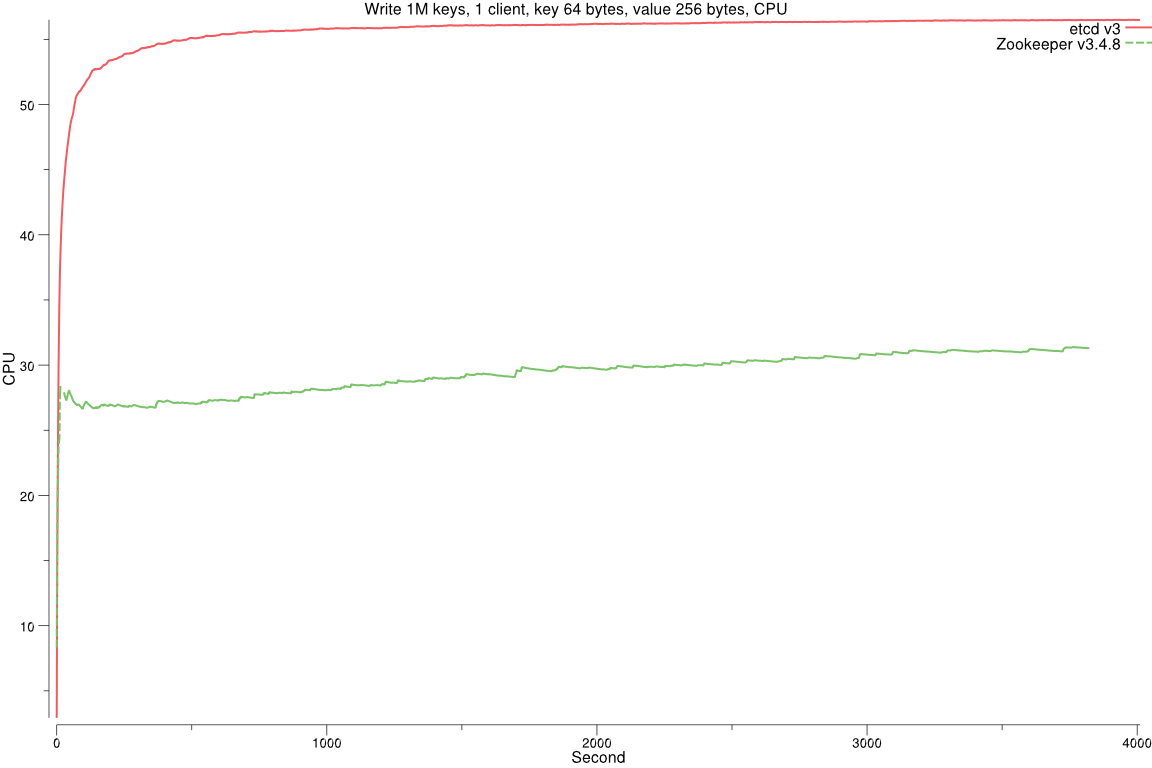 Write 1M keys, 1 client, key 64 bytes, value 256 bytes, CPU
etcd v3
Zookeeper v3.4.8
50
40
30
20
10
CPU
0
1000
2000
3000
4000
Second